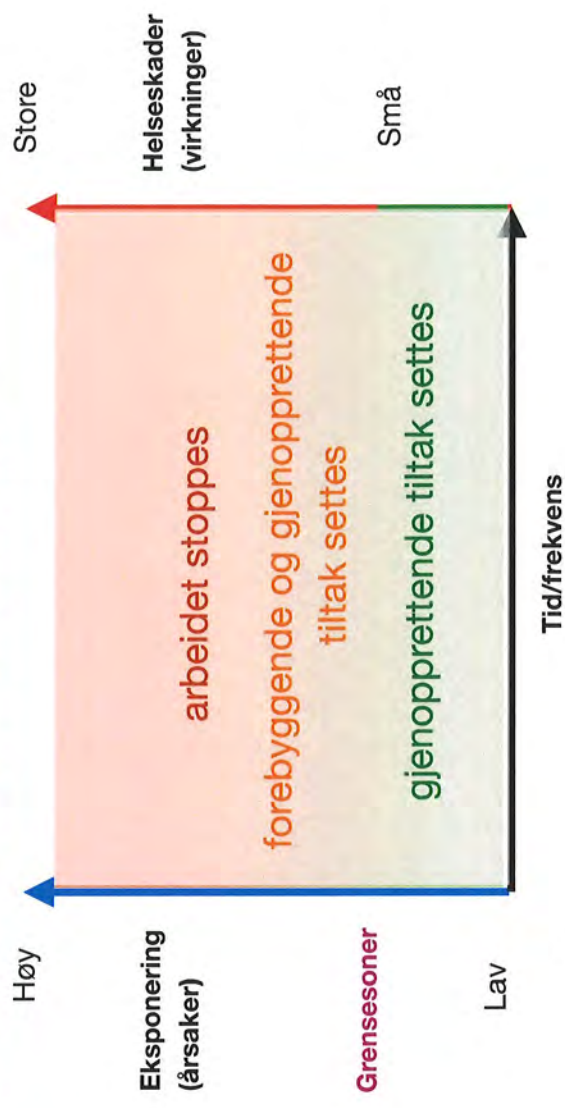 Høy
Store
Eksponering
(årsaker)
Helseskader
(virkninger)
arbeidet stoppes
forebyggende og gjenopprettende
tiltak settes
Grensesoner
Små
gjenopprettende tiltak settes
Lav
Tid/frekvens